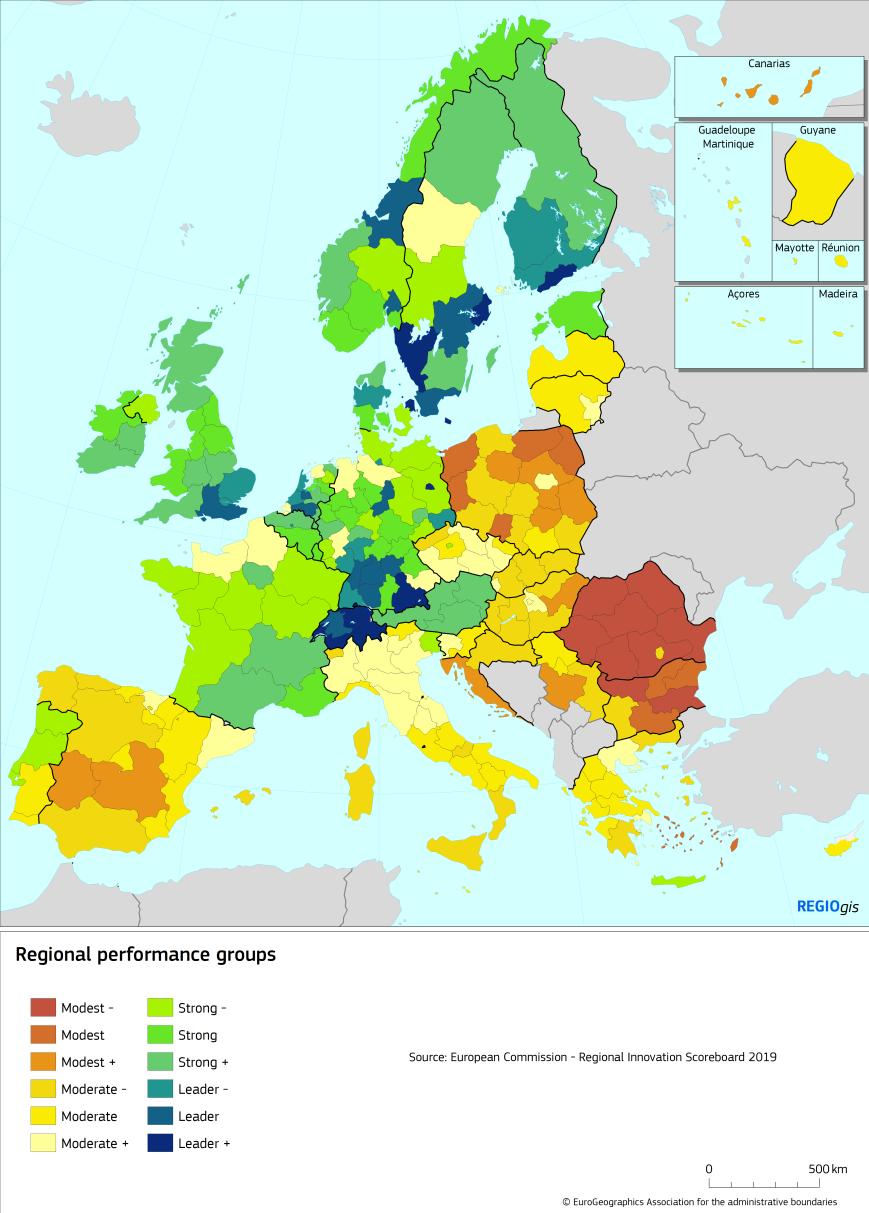 Canarias
Guadeloupe
Martinique
Guyane
Mayotte
Réunion
Açores
Madeira
REGIOgis
Regional performance groups
Modest -
Modest
Modest +
Moderate -
Moderate
Moderate +
Strong -
Strong
Strong +
Leader -
Leader
Leader +
Source: European Commission - Regional Innovation Scoreboard 2019
0 500 km
© EuroGeographics Association for the administrative boundaries